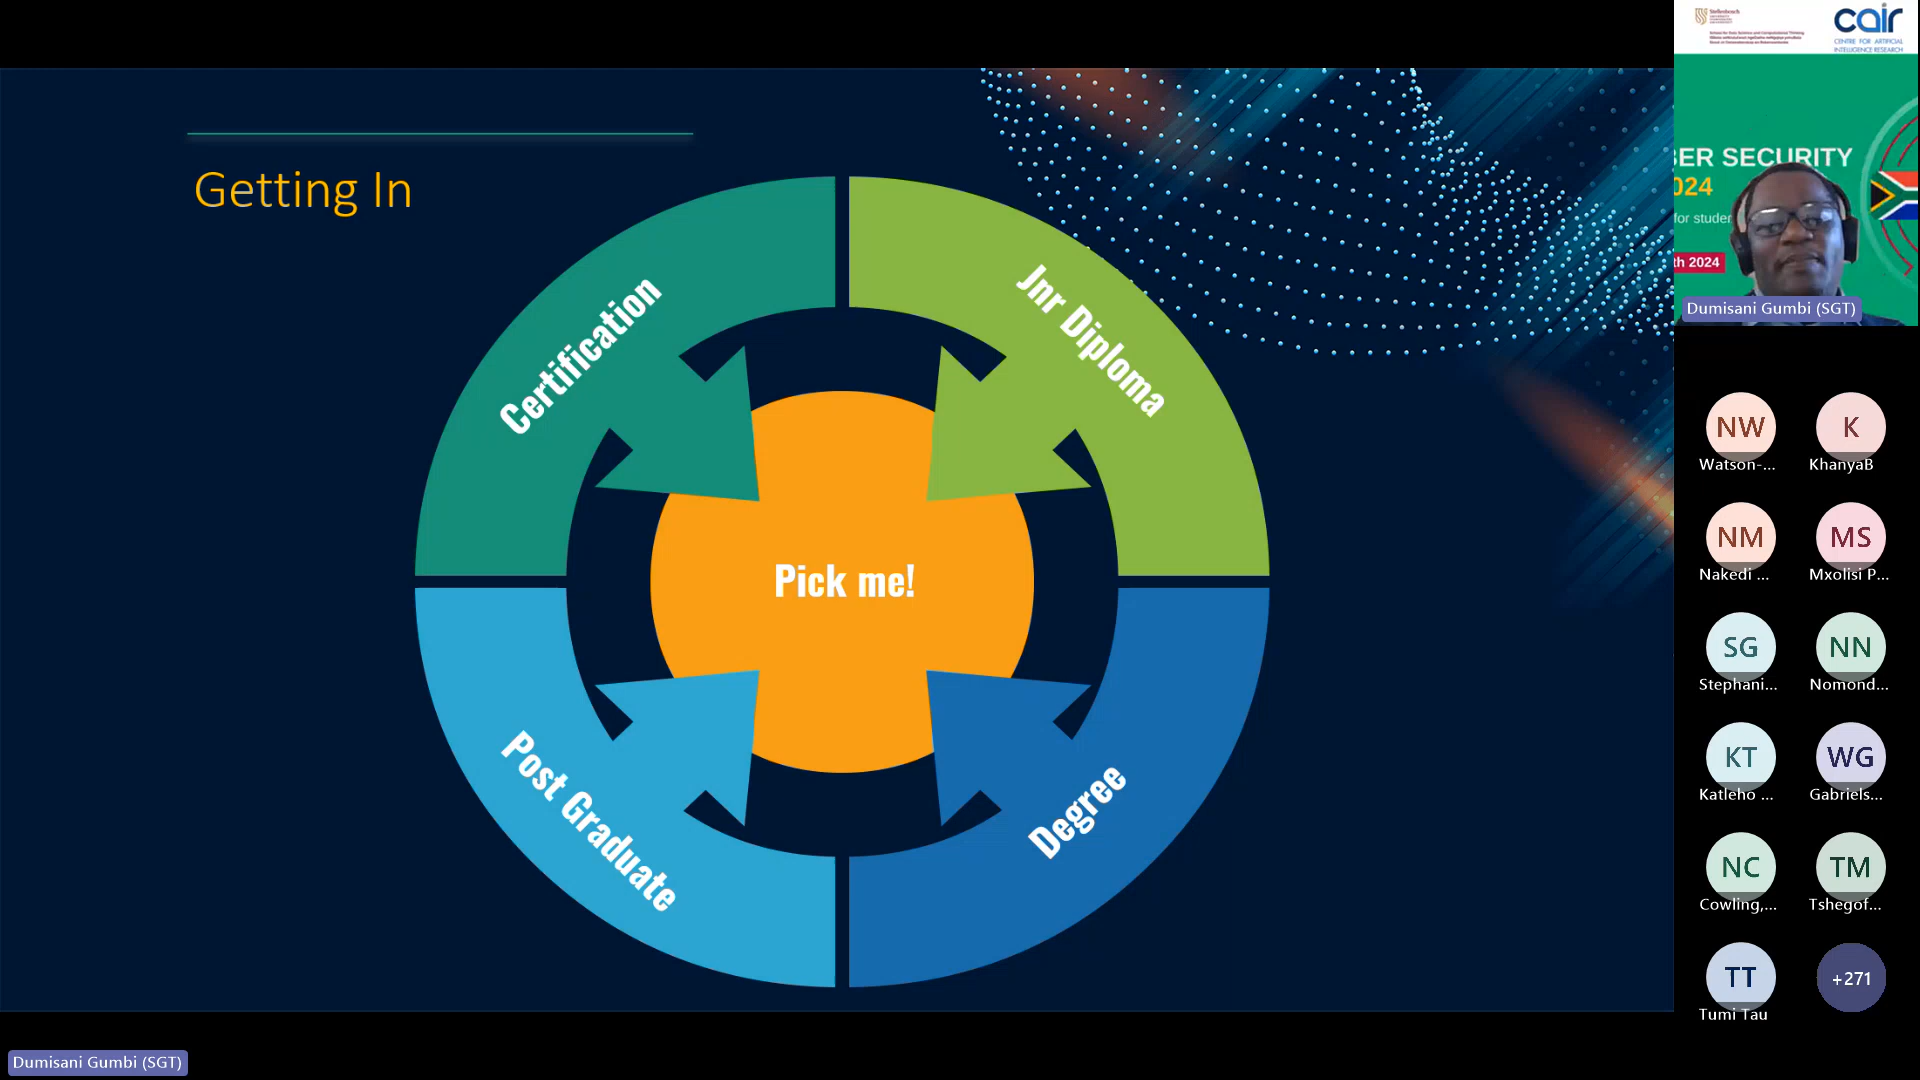 Getting In
Certification
Jnr Diploma
Pick me!
Post Graduate
Degree
Dumisani Gumbi (SGT)
Stellenbosch
cair
CENTRE FOR ARTIFICIAL
INTELLIGENCE RESEARCH
BER SECURITY
024
for studen
th 2024
Dumisani Gumbi (SGT)
NW
Watson-...
K
KhanyaB
NM
Nakedi ...
MS
Mxolisi P...
SG
Stephani...
NN
Nomond...
KT
Katleho ...
WG
Gabriels...
NC
Cowling,...
TM
Tshegof...
TT
Tumi Tau
+271